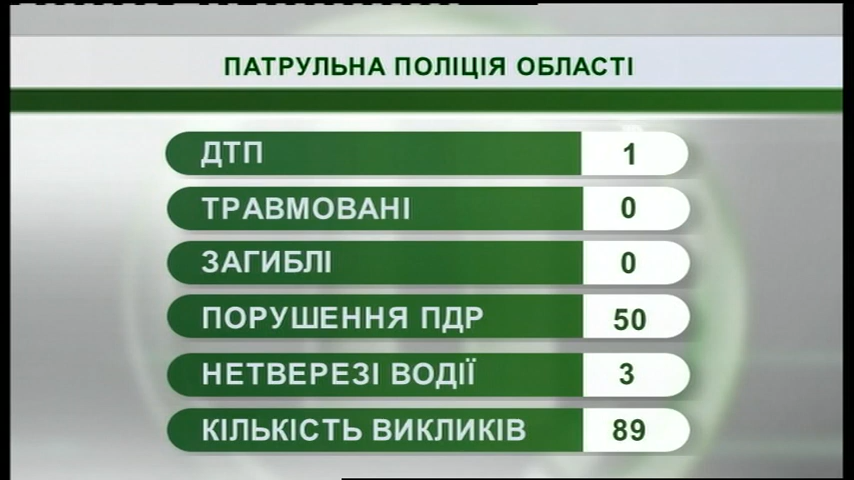 ПАТРУЛЬНА ПОЛІЦІЯ ОБЛАСТІ
ДТП 1
ТРАВМОВАНІ 0
ЗАГИБЛІ 0
ПОРУШЕННЯ ПДР 50
НЕТВЕРЕЗІ ВОДІЇ 3
КІЛЬКІСТЬ ВИКЛИКІВ 89